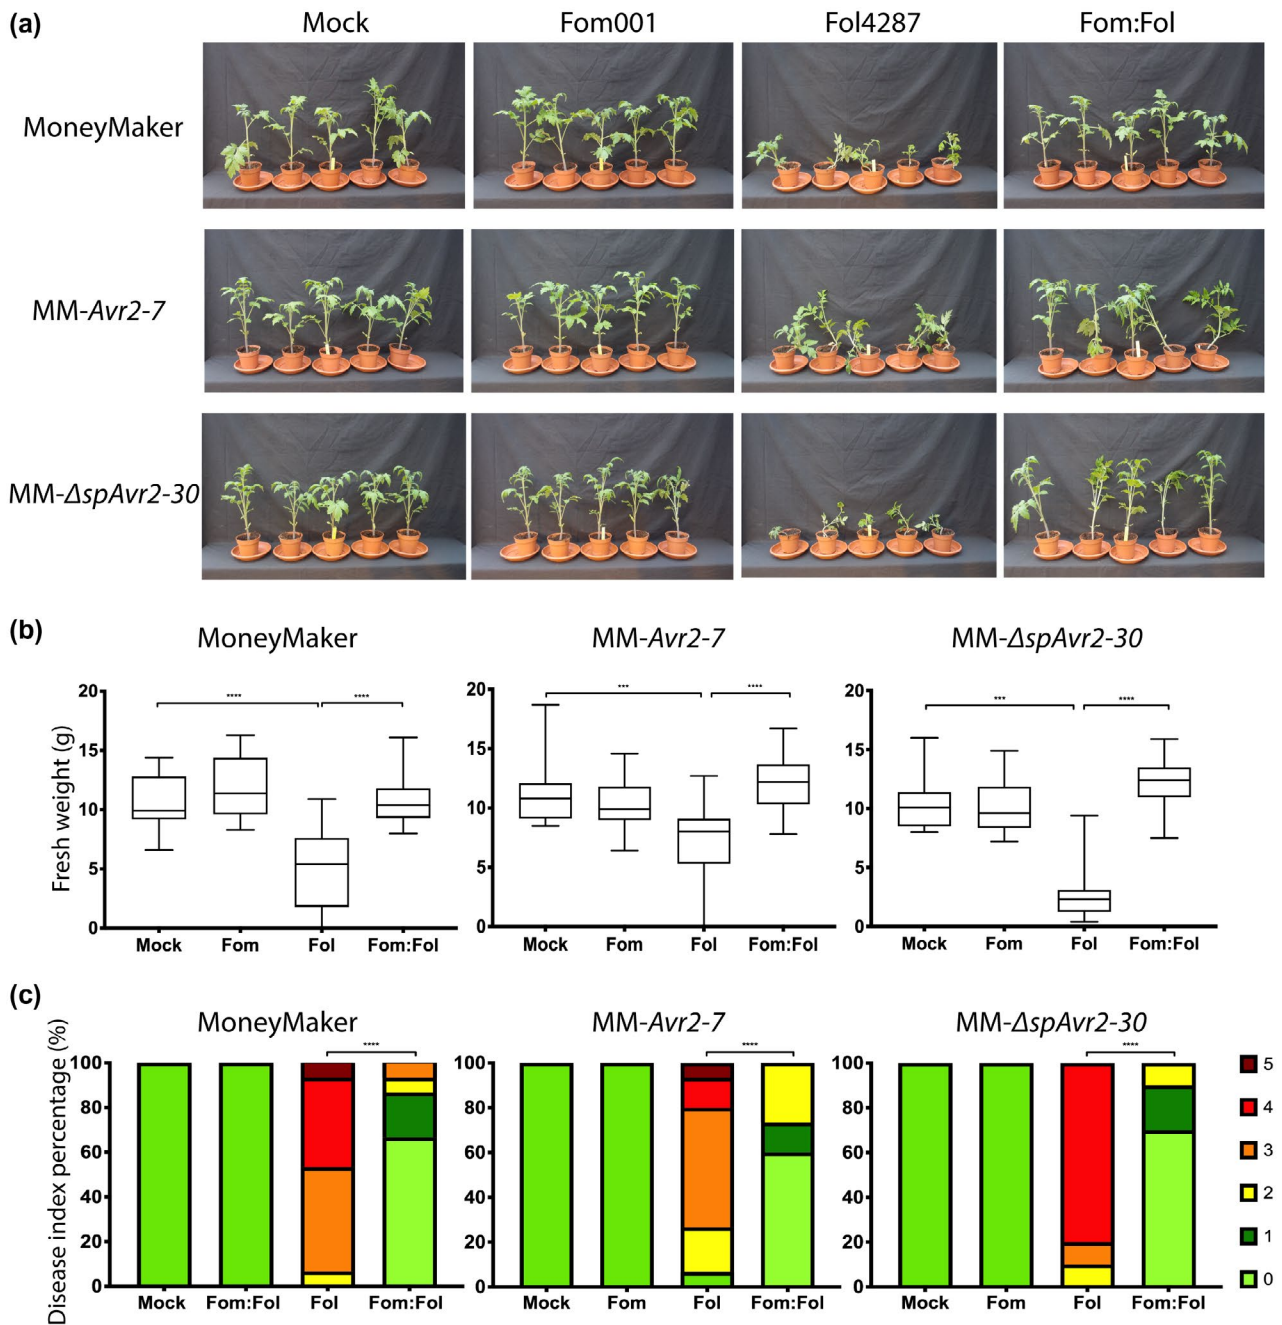 (a)
Mock Fom001 Fol4287 Fom:Fol
MoneyMaker
MM-Avr2-7
MM-ΔspAvr2-30
(b)
MoneyMaker MM-Avr2-7 MM-ΔspAvr2-30
Fresh weight (g)
20
15
10
5
0
**** ****
Mock Fom Fol Fom:Fol
20
15
10
5
0
*** ****
Mock Fom Fol Fom:Fol
20
15
10
5
0
*** ****
Mock Fom Fol Fom:Fol
(c)
MoneyMaker MM-Avr2-7 MM-ΔspAvr2-30
Disease index percentage (%)
100
80
60
40
20
0
****
Mock Fom:Fol Fol Fom:Fol
100
80
60
40
20
0
****
Mock Fom Fol Fom:Fol
100
80
60
40
20
0
****
Mock Fom Fol Fom:Fol
5
4
3
2
1
0